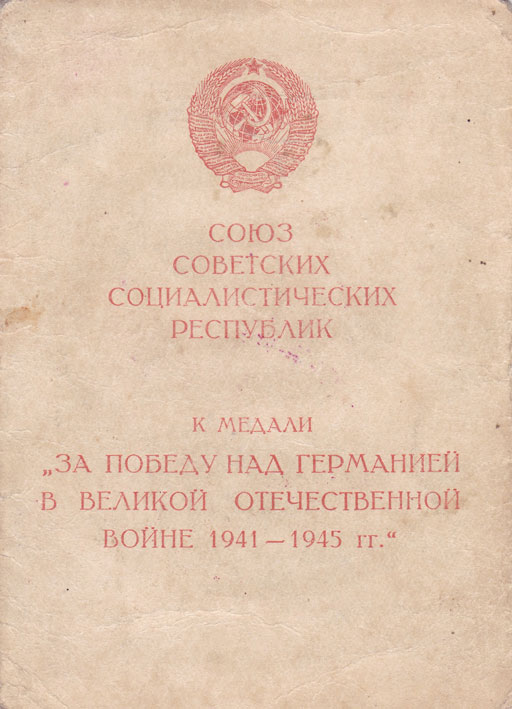 СОЮЗ
СОВЕТСКИХ
СОЦИАЛИСТИЧЕСКИХ
РЕСПУБЛИК
К МЕДАЛИ
„ЗА ПОБЕДУ НАД ГЕРМАНИЕЙ
В ВЕЛИКОЙ ОТЕЧЕСТВЕННОЙ
ВОЙНЕ 1941—1945 гг.“